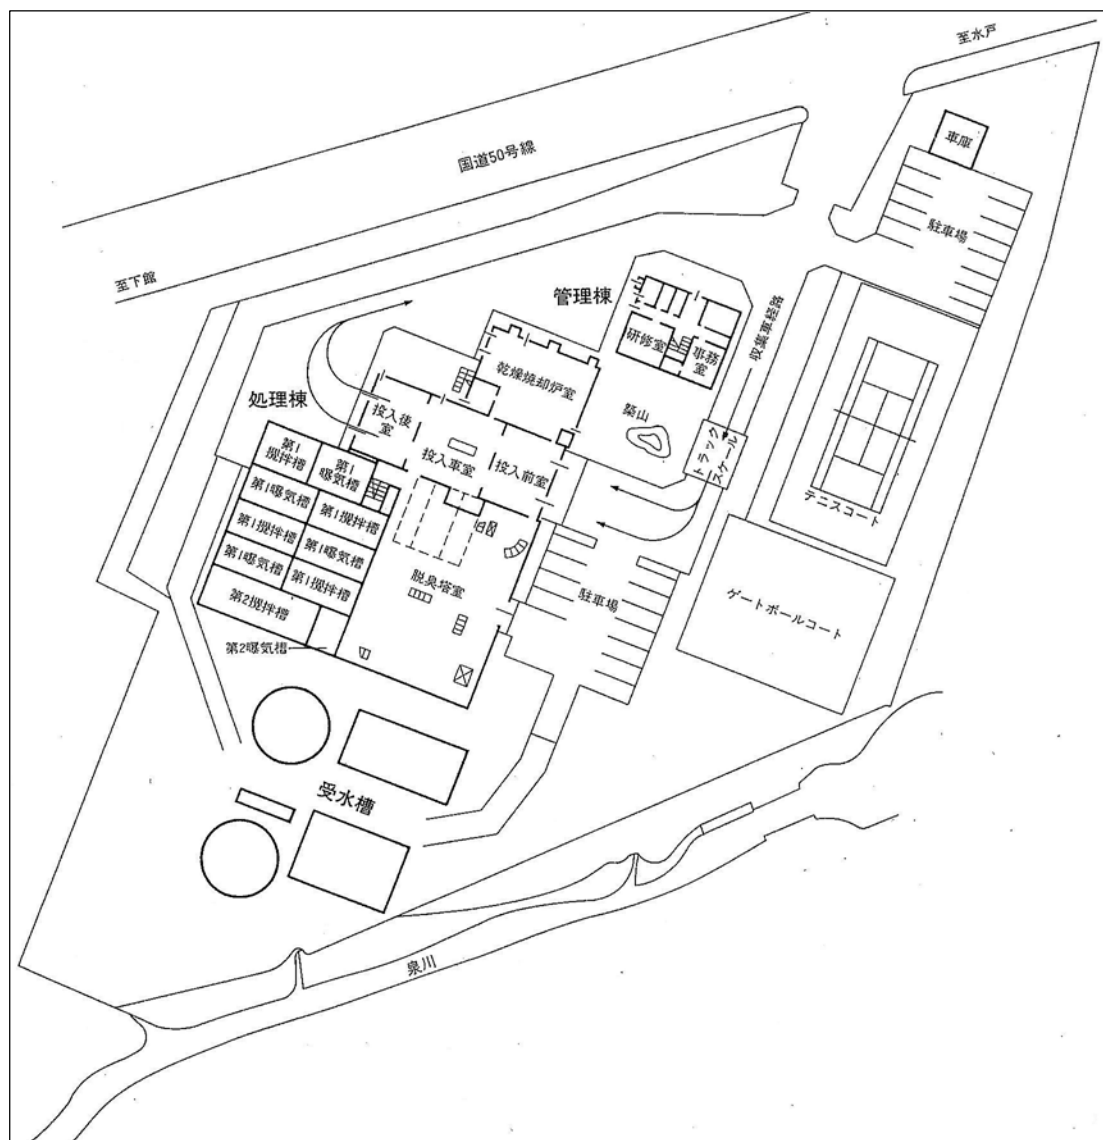 至水戸
車庫
国道50号線
駐車場
至下館
管理棟
収集車経路
研修室
事務室
乾燥焼却炉室
処理棟
投入後室
築山
トラックスケール
投入車室
投入前室
第1攪拌槽
第1曝気槽
第1曝気槽
第1攪拌槽
テニスコート
第1攪拌槽
第1曝気槽
第1曝気槽
第1攪拌槽
脱臭塔室
駐車場
ゲートボールコート
第2攪拌槽
第2曝気槽
受水槽
泉川